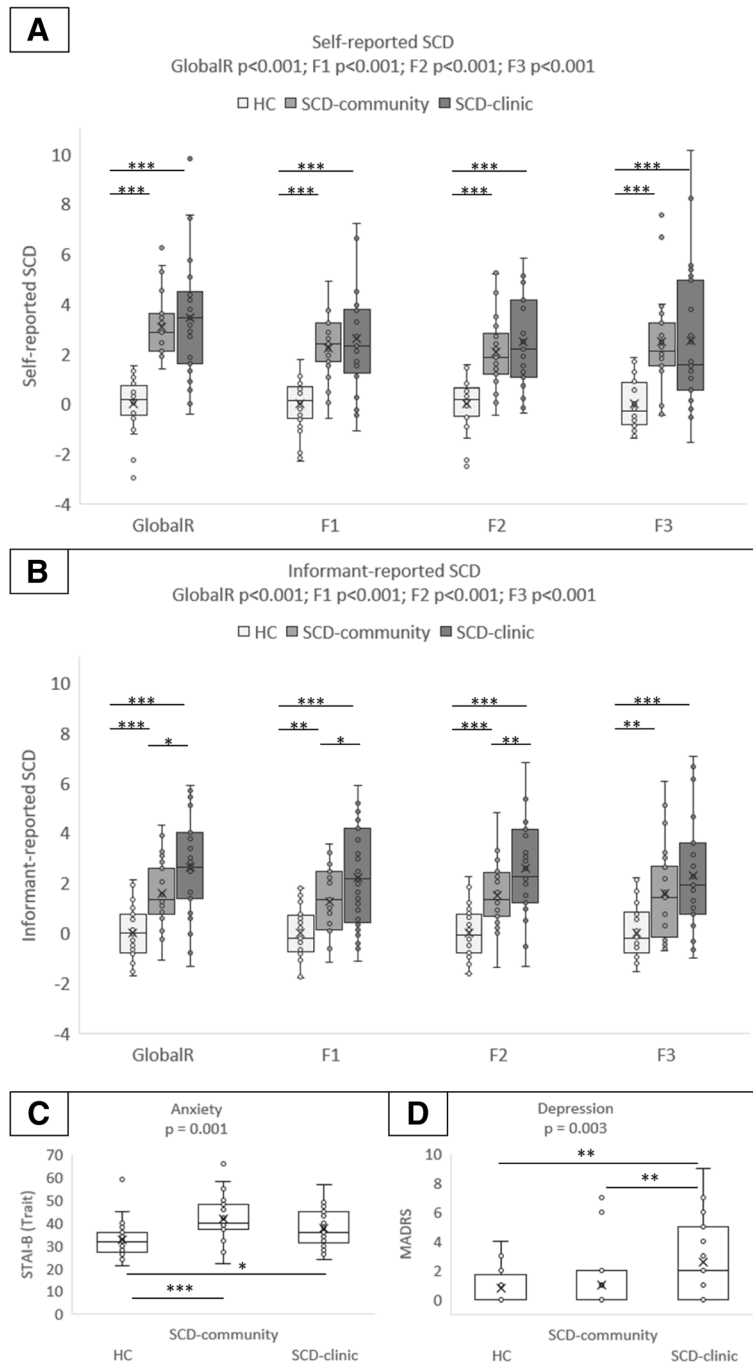 A
Self-reported SCD
GlobalR p<0.001; F1 p<0.001; F2 p<0.001; F3 p<0.001
HC SCD-community SCD-clinic
Self-reported SCD
10
8
6
4
2
0
-2
-4
*** *** *** ***
*** *** *** ***
GlobalR F1 F2 F3
B
Informant-reported SCD
GlobalR p<0.001; F1 p<0.001; F2 p<0.001; F3 p<0.001
HC SCD-community SCD-clinic
Informant-reported SCD
10
8
6
4
2
0
-2
-4
*** *** *** ***
*** ** *** **
* * **
GlobalR F1 F2 F3
C
Anxiety
p = 0.001
STAI-B (Trait)
70
60
50
40
30
20
10
0
*
***
SCD-community
HC SCD-clinic
D
Depression
p = 0.003
MADRS
10
8
6
4
2
0
**
**
SCD-community
HC SCD-clinic